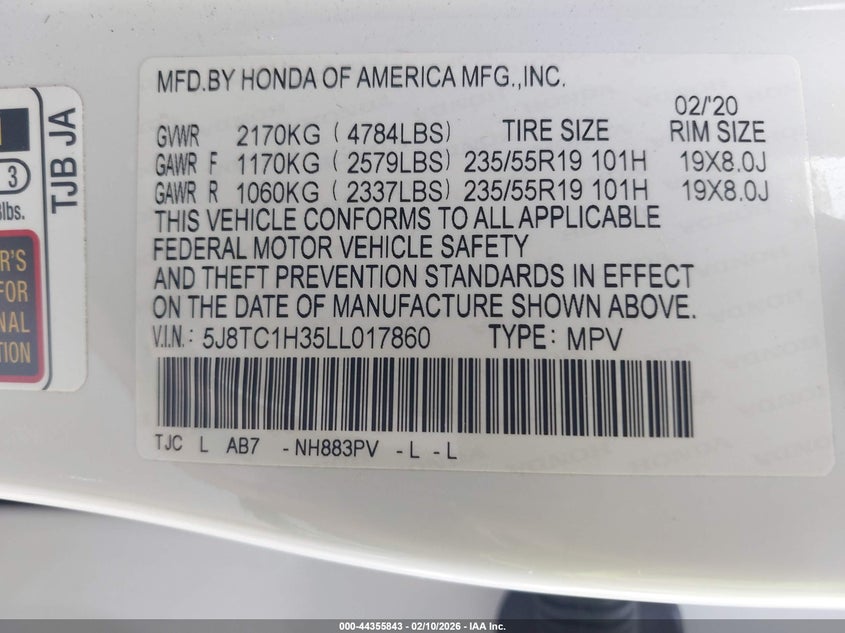 MFD.BY HONDA OF AMERICA MFG.,INC.
02/'20
GVWR 2170KG (4784LBS) TIRE SIZE RIM SIZE
GAWR F 1170KG (2579LBS) 235/55R19 101H 19X8.0J
GAWR R 1060KG (2337LBS) 235/55R19 101H 19X8.0J
THIS VEHICLE CONFORMS TO ALL APPLICABLE
FEDERAL MOTOR VEHICLE SAFETY
AND THEFT PREVENTION STANDARDS IN EFFECT
ON THE DATE OF MANUFACTURE SHOWN ABOVE.
V.I.N.: 5J8TC1H35LL017860 TYPE: MPV
TJC L AB7 -NH883PV -L -L
TJB JA
3
lbs.
FOR
000-44355843 - 02/10/2026 - IAA Inc.